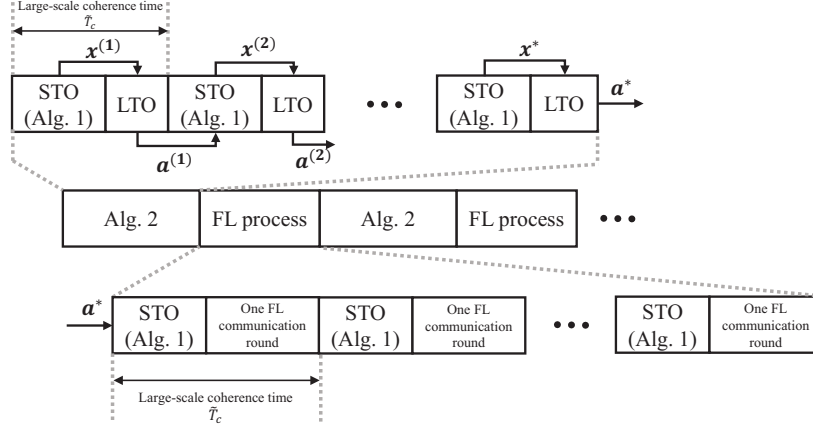 Large-scale coherence time
T̃c
x(1)
x(2)
x*
STO
(Alg. 1)
LTO
STO
(Alg. 1)
LTO
•••
STO
(Alg. 1)
LTO
a*
a(1)
a(2)
Alg. 2
FL process
Alg. 2
FL process
•••
a*
STO
(Alg. 1)
One FL
communication
round
STO
(Alg. 1)
One FL
communication
round
•••
STO
(Alg. 1)
One FL
communication
round
Large-scale coherence time
T̃c